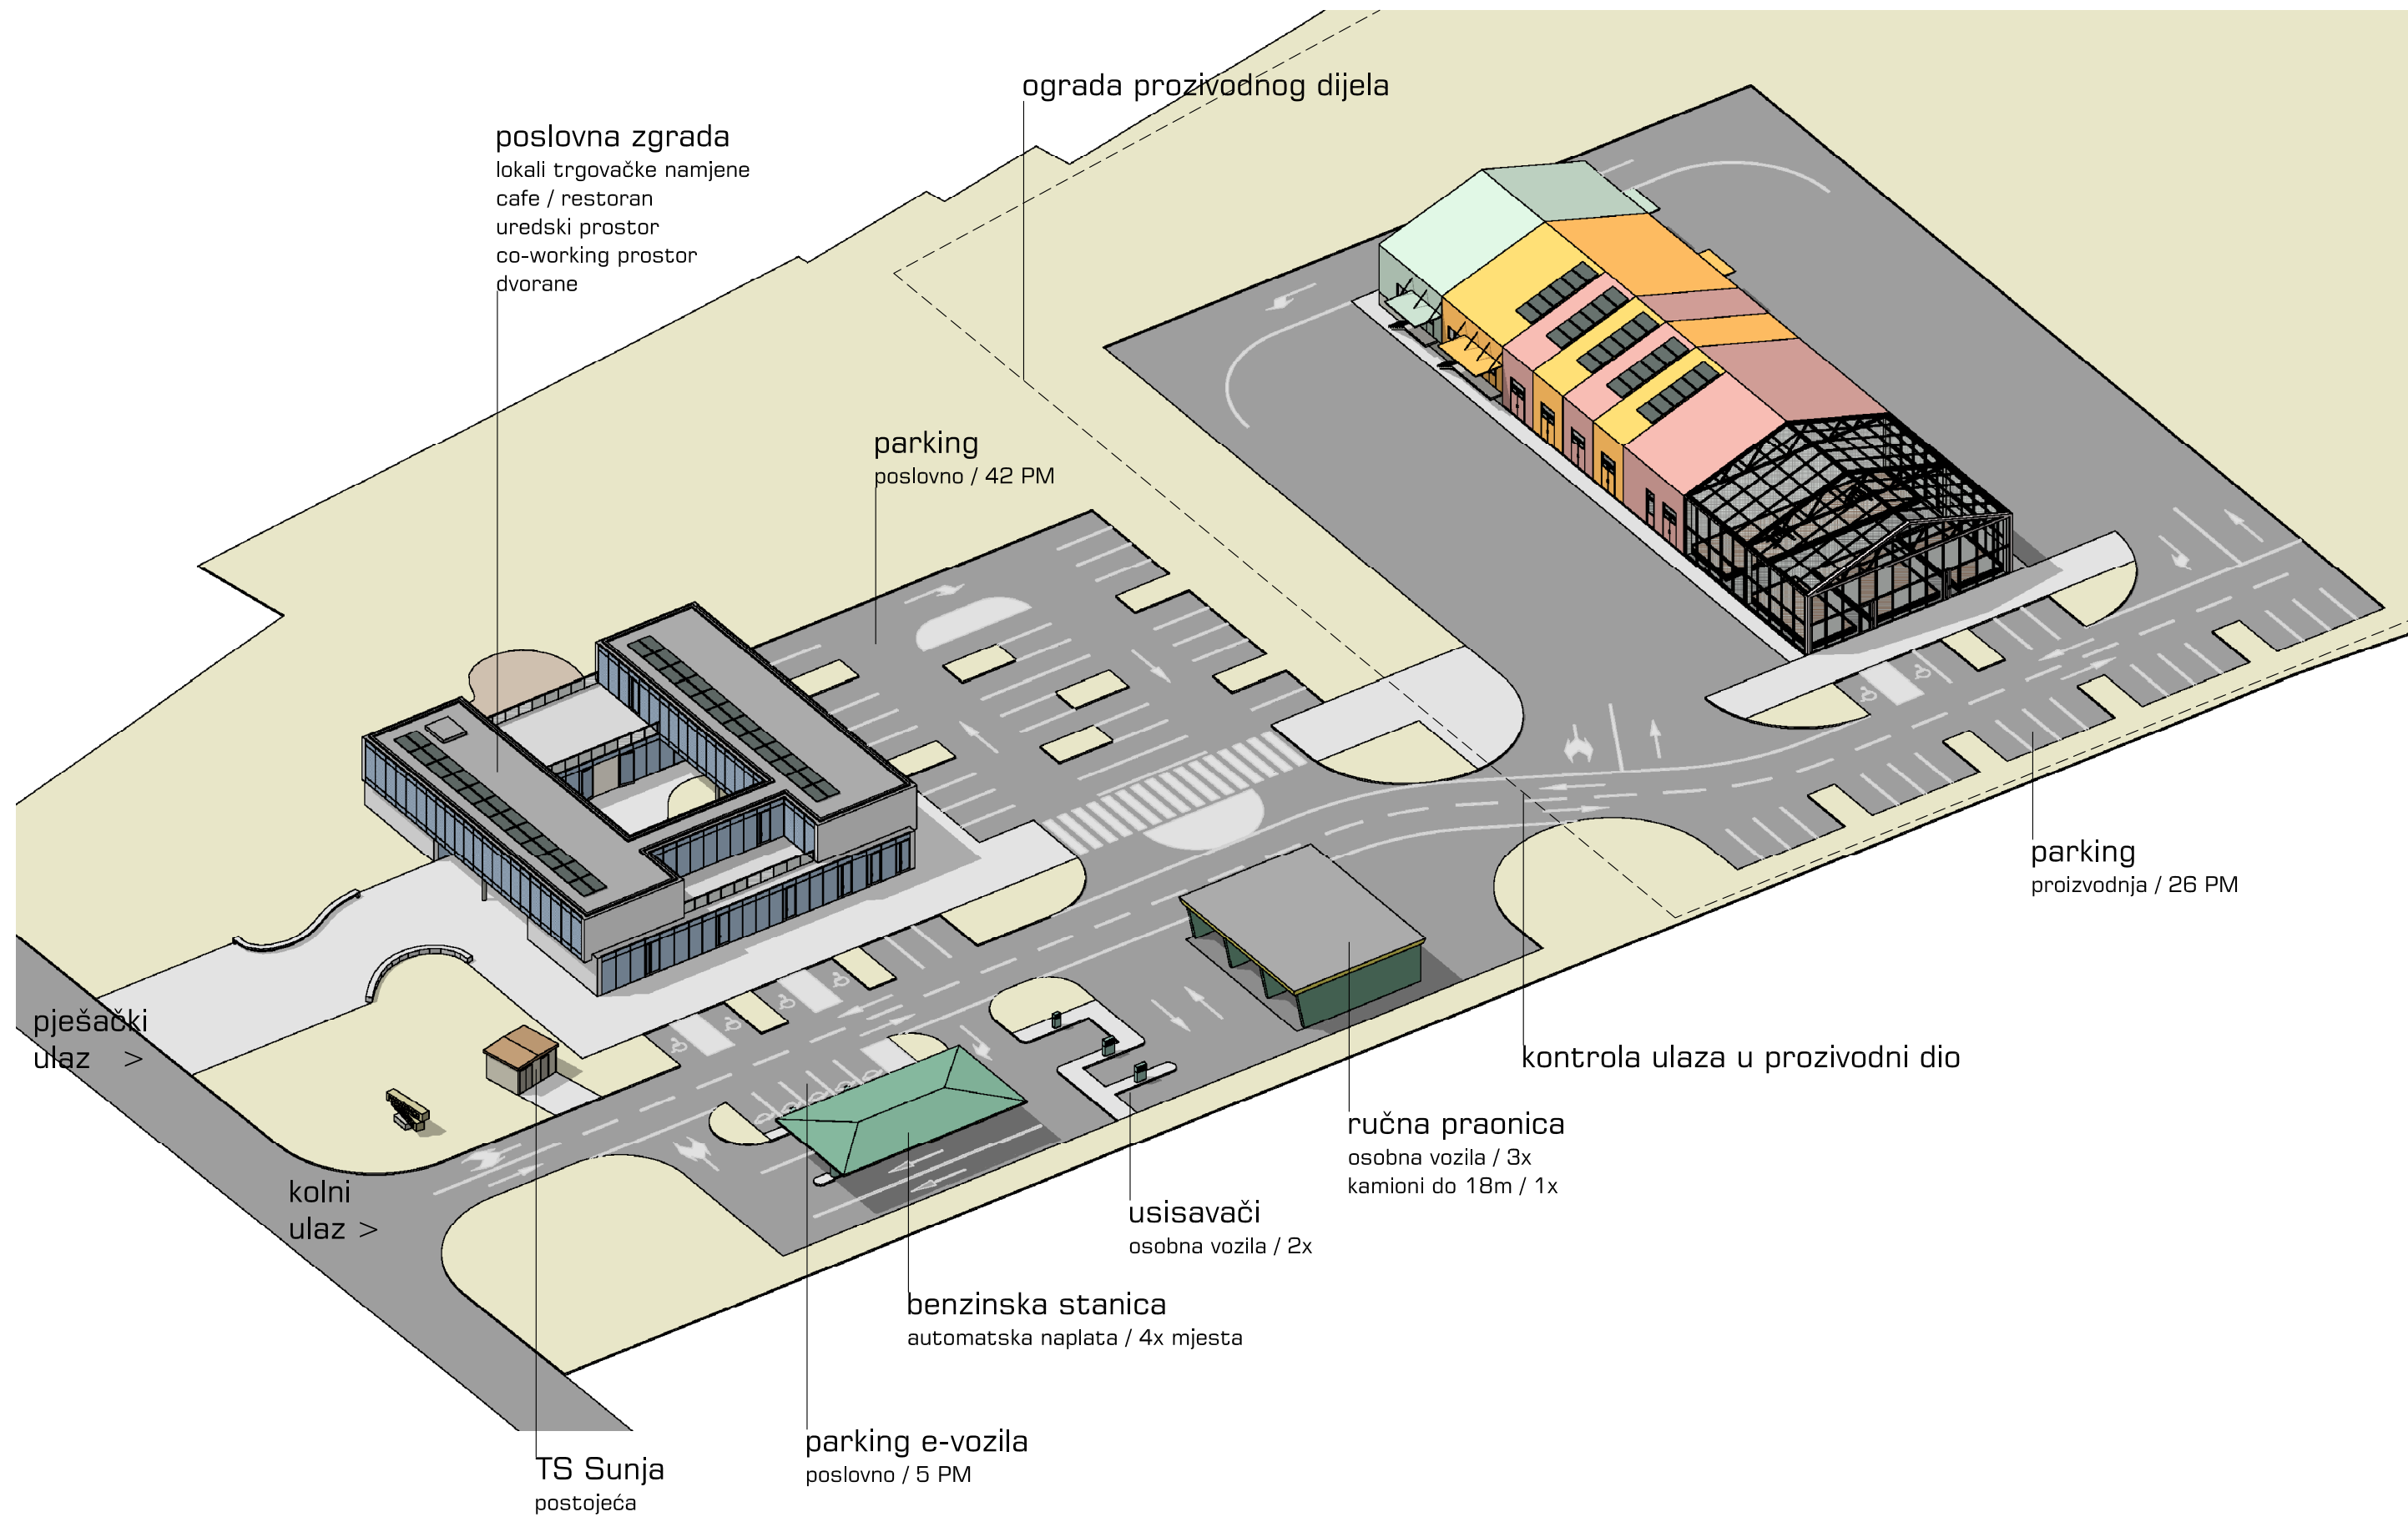 ograda prozivodnog dijela
poslovna zgrada
lokali trgovačke namjene
cafe / restoran
uredski prostor
co-working prostor
dvorane
parking
poslovno / 42 PM
parking
proizvodnja / 26 PM
pješački
ulaz >
kontrola ulaza u prozivodni dio
ručna praonica
osobna vozila / 3x
kamioni do 18m / 1x
kolni
ulaz >
usisavači
osobna vozila / 2x
benzinska stanica
automatska naplata / 4x mjesta
parking e-vozila
poslovno / 5 PM
TS Sunja
postojeća